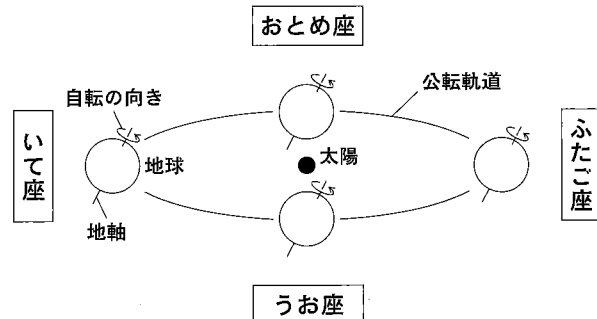 おとめ座
自転の向き
公転軌道
いて座
地球
太陽
ふたご座
地軸
うお座